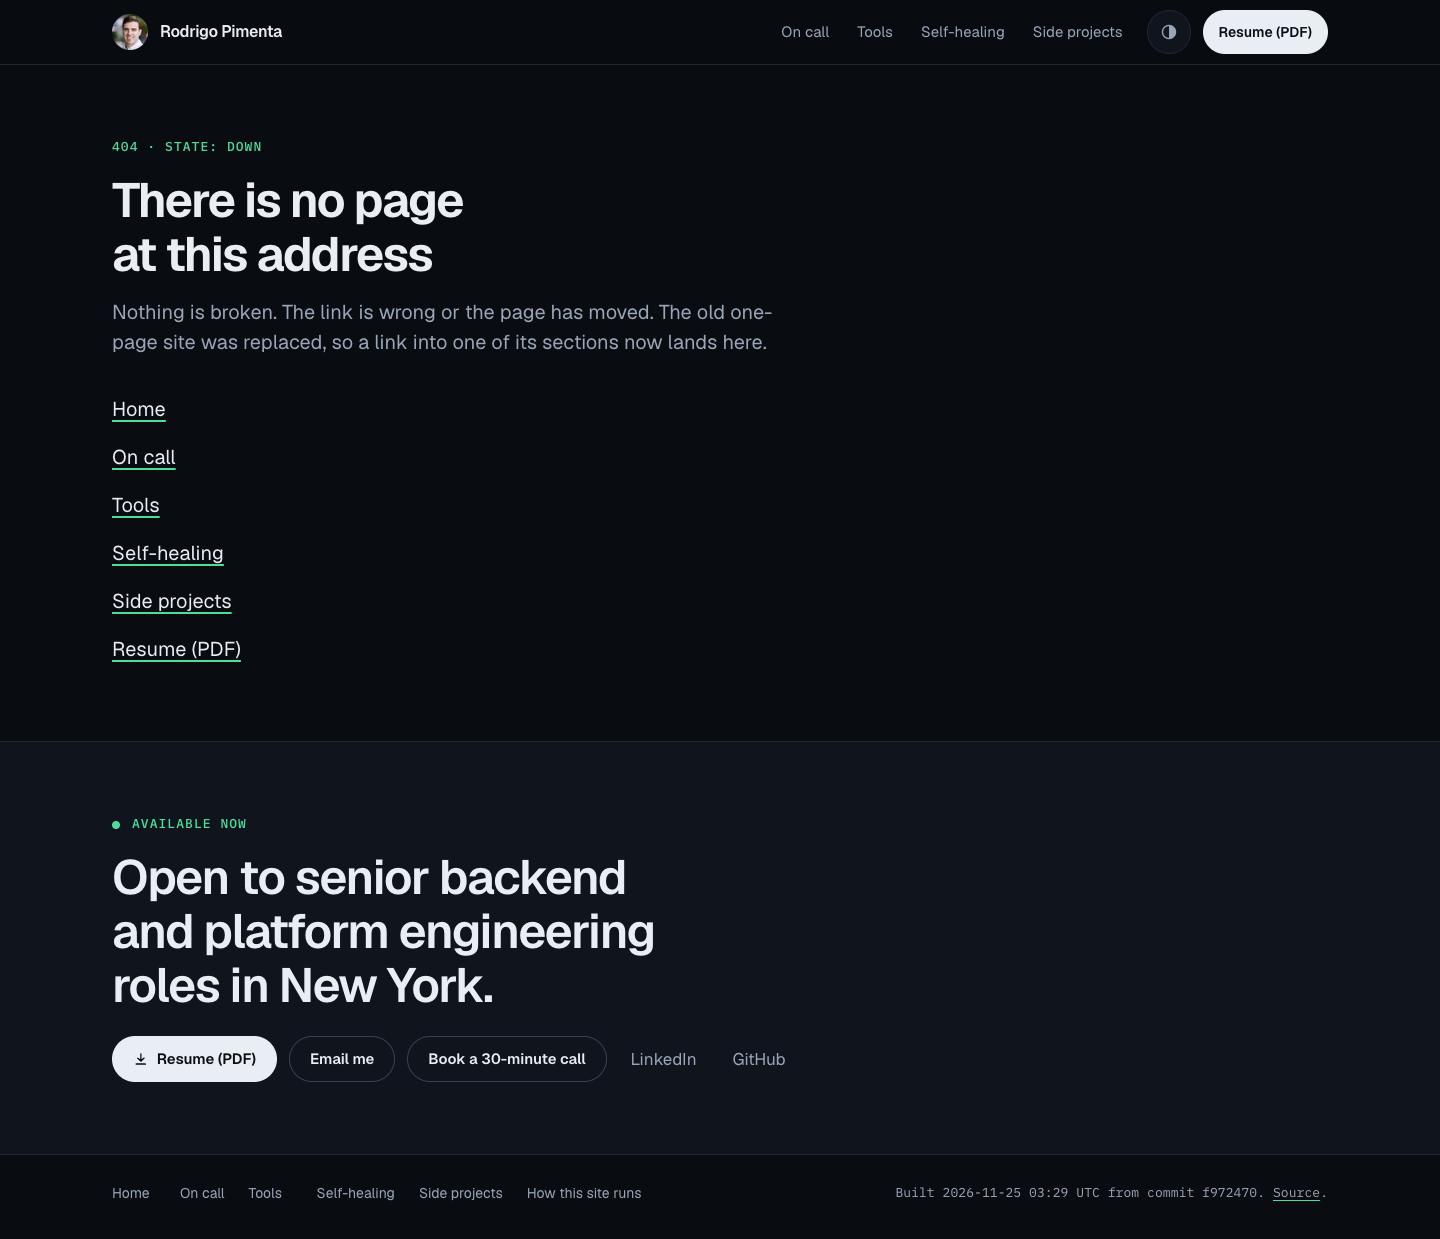 Rodrigo Pimenta
On call Tools Self-healing Side projects Resume (PDF)
404 · STATE: DOWN
There is no page
at this address
Nothing is broken. The link is wrong or the page has moved. The old one-
page site was replaced, so a link into one of its sections now lands here.
Home
On call
Tools
Self-healing
Side projects
Resume (PDF)
AVAILABLE NOW
Open to senior backend
and platform engineering
roles in New York.
Resume (PDF) Email me Book a 30-minute call LinkedIn GitHub
Home On call Tools Self-healing Side projects How this site runs
Built 2026-11-25 03:29 UTC from commit f972470. Source.